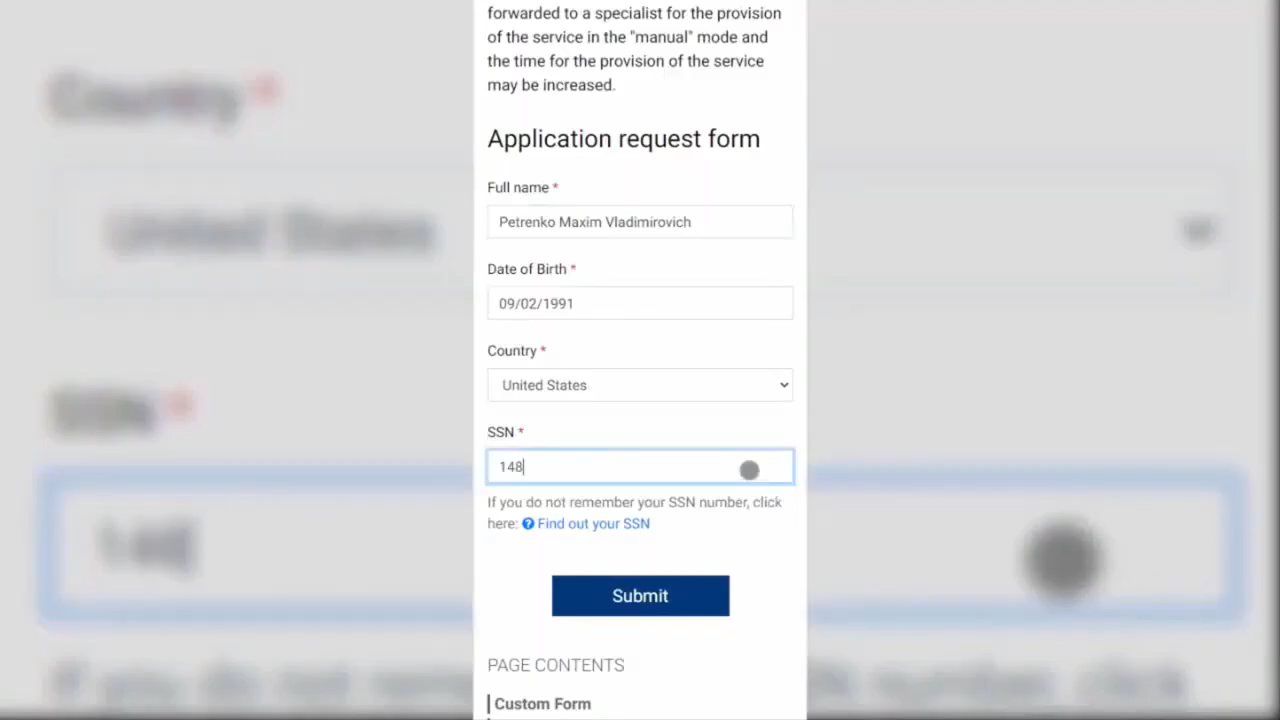 forwarded to a specialist for the provision
of the service in the "manual" mode and
the time for the provision of the service
may be increased.
Application request form
Full name *
Petrenko Maxim Vladimirovich
Date of Birth *
09/02/1991
Country *
United States
SSN *
148
If you do not remember your SSN number, click
here: Find out your SSN
Submit
PAGE CONTENTS
Custom Form